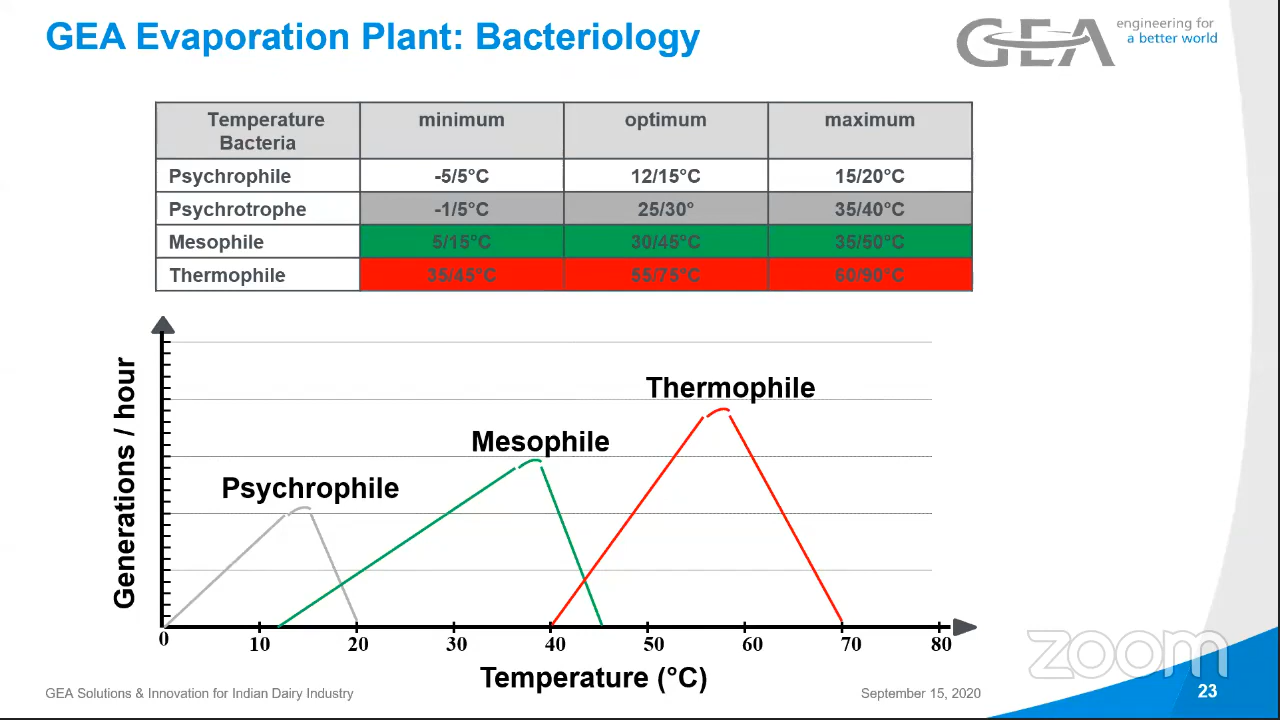 GEA Evaporation Plant: Bacteriology
GEA
engineering for
a better world
Temperature
Bacteria
minimum
optimum
maximum
Psychrophile -5/5°C 12/15°C 15/20°C
Psychrotrophe -1/5°C 25/30° 35/40°C
Mesophile 5/15°C 30/45°C 35/50°C
Thermophile 35/45°C 55/75°C 60/90°C
Generations / hour
Thermophile
Mesophile
Psychrophile
0 10 20 30 40 50 60 70 80
Temperature (°C)
zoom
GEA Solutions & Innovation for Indian Dairy Industry
September 15, 2020
23